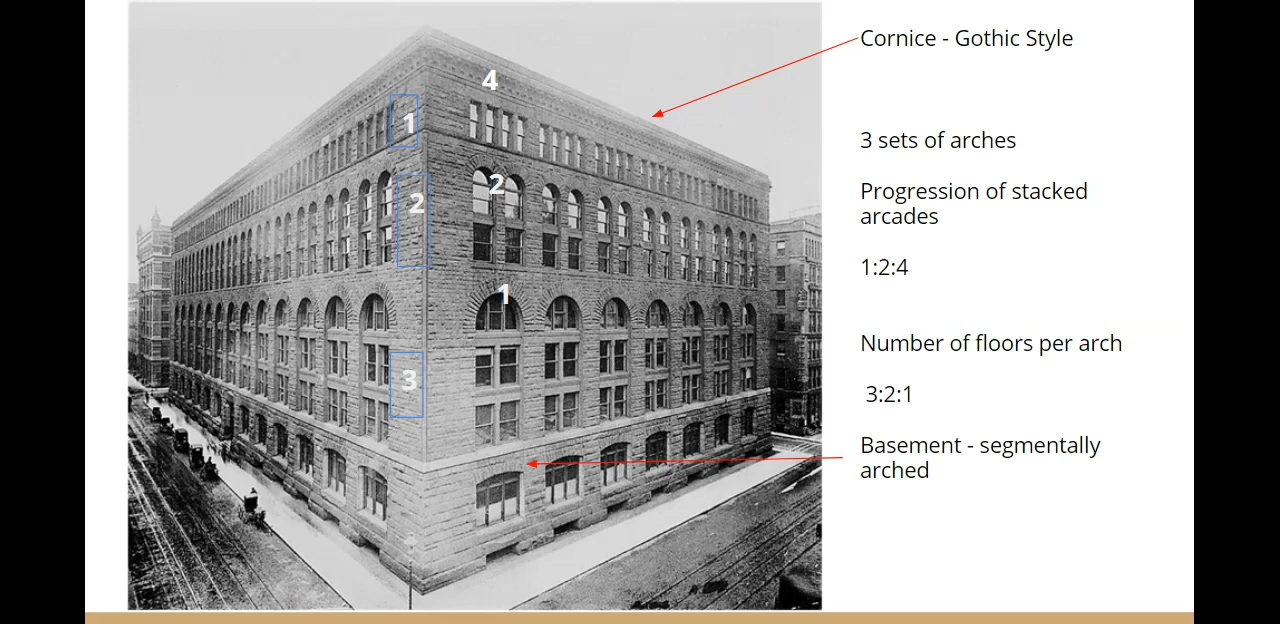 Cornice - Gothic Style
4
1
3 sets of arches
2
2
Progression of stacked
arcades
1:2:4
1
Number of floors per arch
3
3:2:1
Basement - segmentally
arched